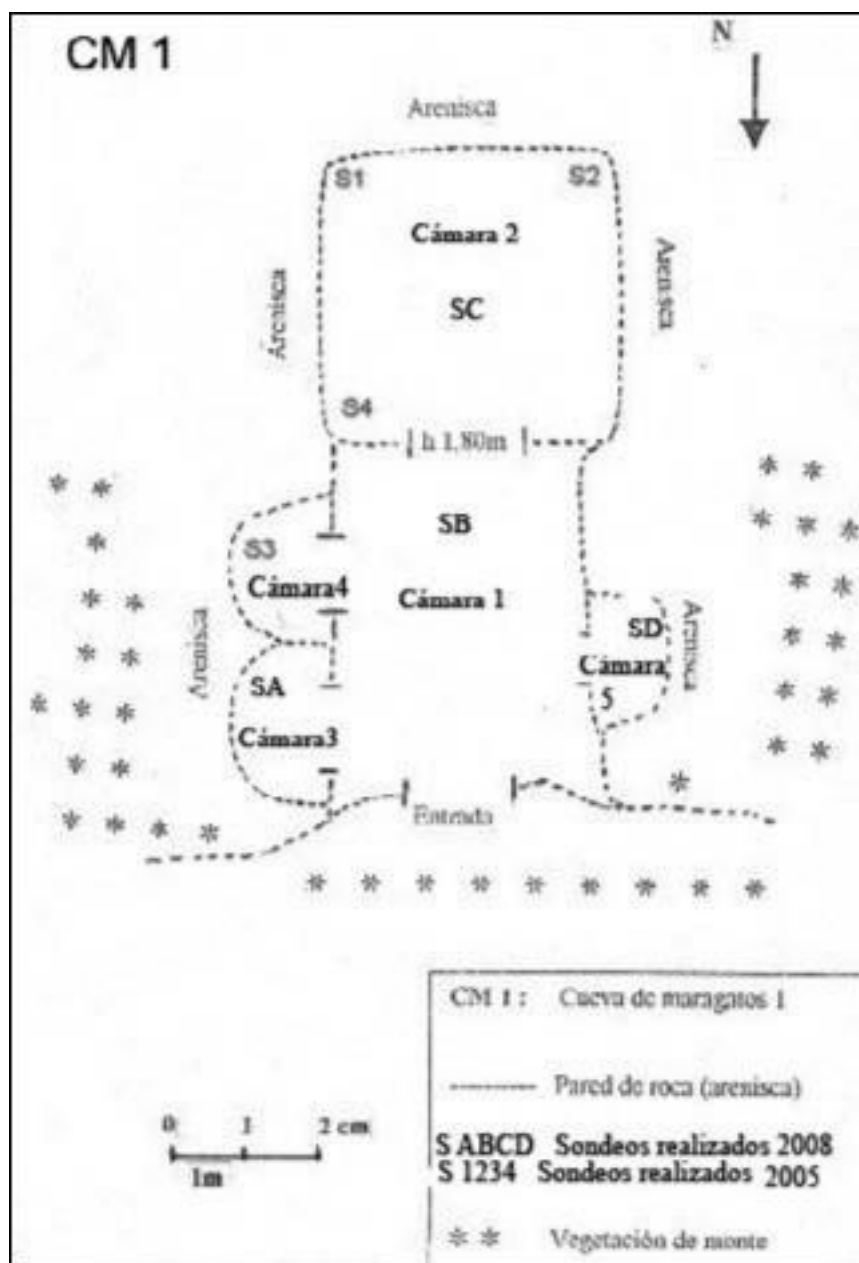 CM 1
N
Arenisca
S1
S2
Cámara 2
Arenisca
Arenisca
SC
S4
h 1,80m
SB
S3
Cámara4
Cámara 1
Arenisca
SD
Arenisca
Cámara
5
SA
Cámara3
Entrada
CM 1 : Cueva de maragatos 1
Pared de roca (arenisca)
0 1 2 cm
1m
S ABCD Sondeos realizados 2008
S 1234 Sondeos realizados 2005
Vegetación de monte